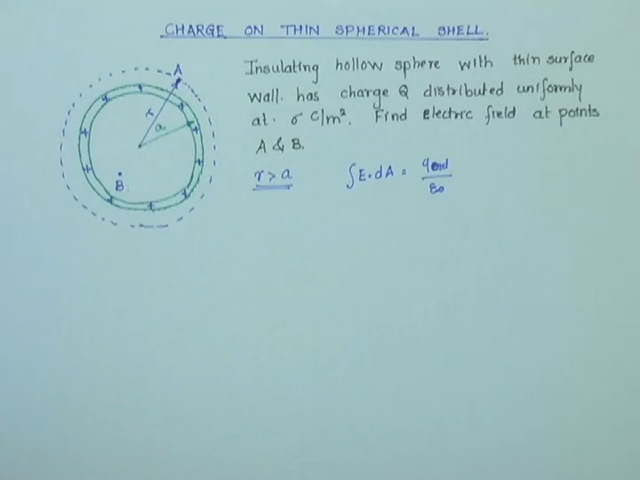 CHARGE ON THIN SPHERICAL SHELL.
A
Insulating hollow sphere with thin surface
wall. has charge Q distributed uniformly
at. σ C/m². Find Electric field at points
A & B.
r
a
B
r > a
∫E.dA = qend/ε0